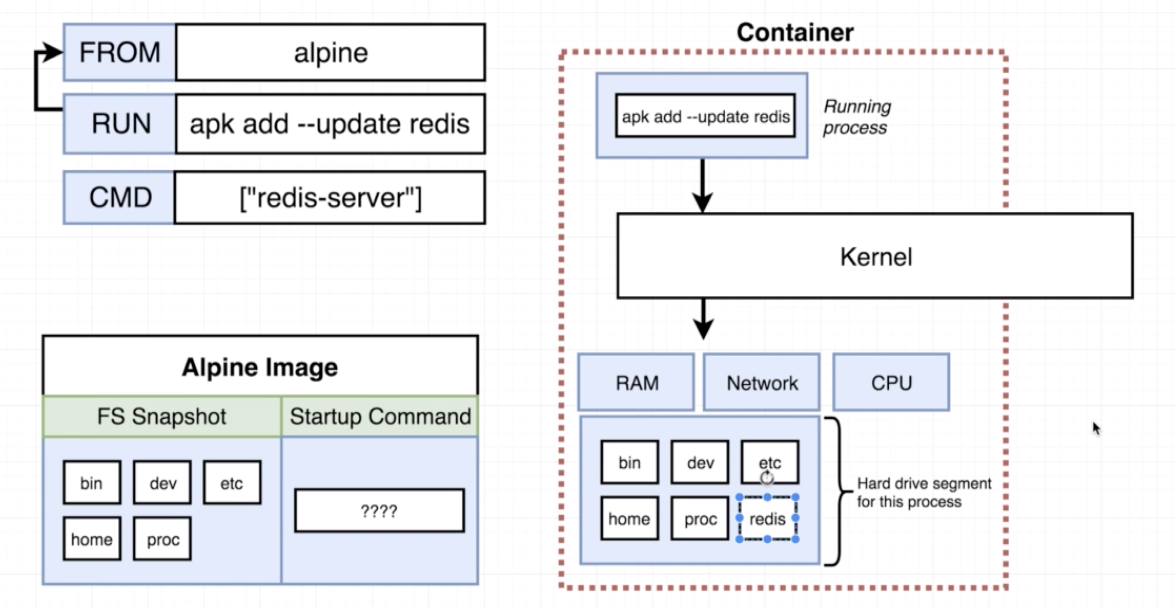 FROM alpine
RUN apk add --update redis
CMD ["redis-server"]
Alpine Image
FS Snapshot Startup Command
bin dev etc
home proc
????
Container
apk add --update redis
Running
process
Kernel
RAM Network CPU
bin dev etc
home proc redis
Hard drive segment
for this process